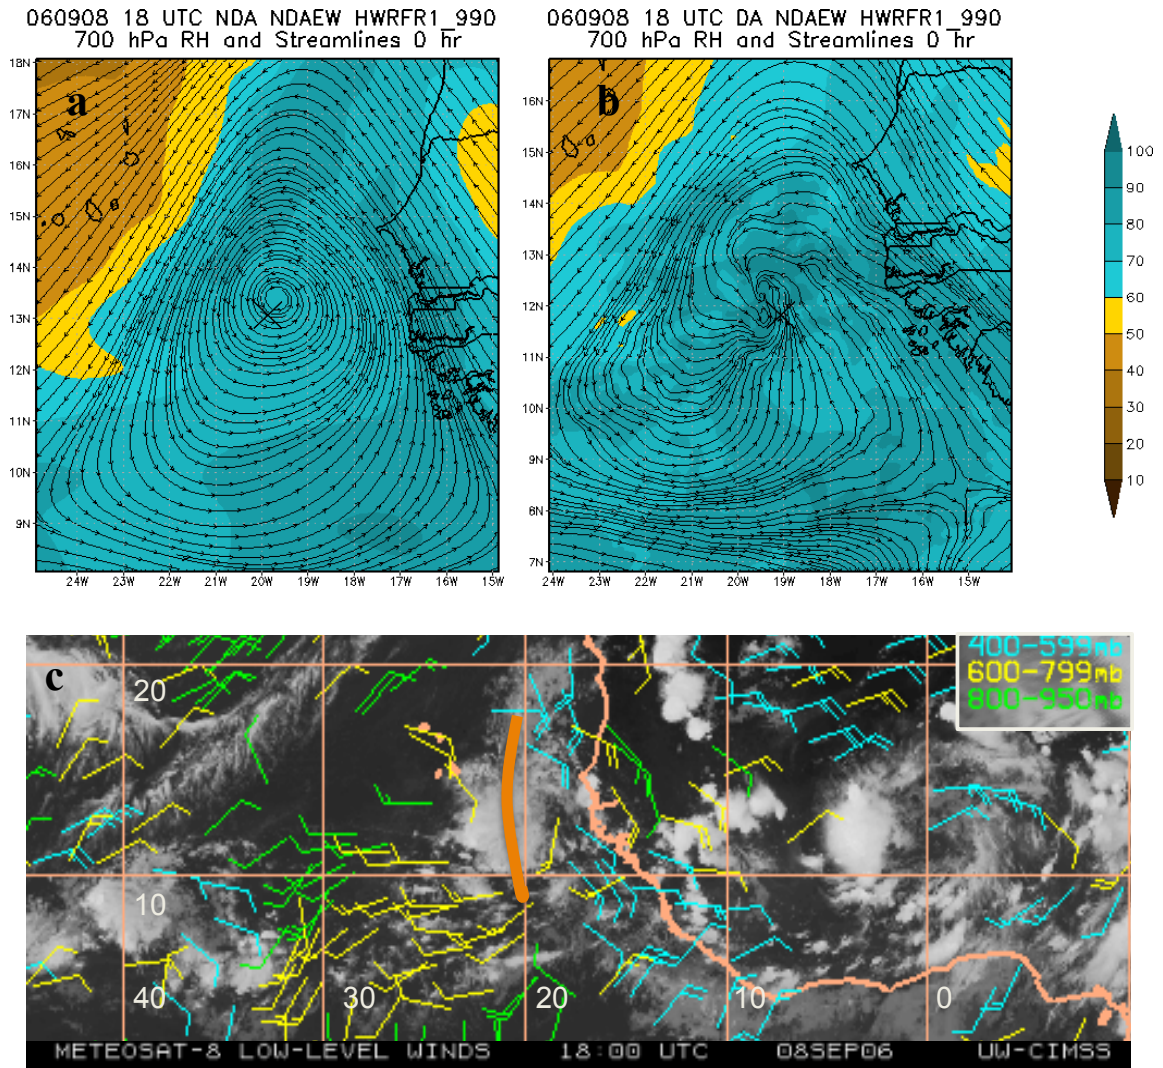 060908 18 UTC NDA NDAEW HWRFR1_990
700 hPa RH and Streamlines 0 hr
060908 18 UTC DA NDAEW HWRFR1_990
700 hPa RH and Streamlines 0 hr
a
18N
17N
16N
15N
14N
13N
12N
11N
10N
9N
24W 23W 22W 21W 20W 19W 18W 17W 16W 15W
b
16N
15N
14N
13N
12N
11N
10N
9N
8N
7N
24W 23W 22W 21W 20W 19W 18W 17W 16W 15W
100
90
80
70
60
50
40
30
20
10
c
400-599mb
600-799mb
800-950mb
20
10
40 30 20 10 0
METEOSAT-8 LOW-LEVEL WINDS 18:00 UTC 08SEP06 UW-CIMSS